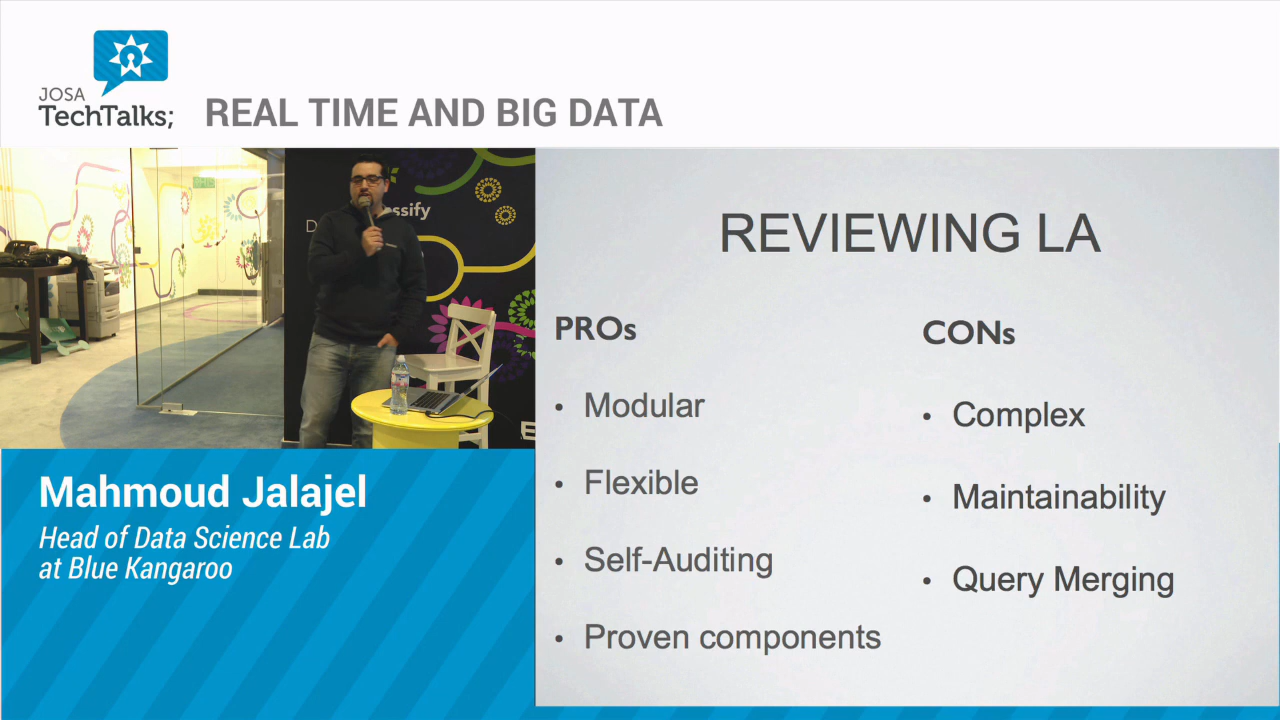 JOSA
TechTalks;
REAL TIME AND BIG DATA
REVIEWING LA
PROs
• Modular
• Flexible
• Self-Auditing
• Proven components
CONs
• Complex
• Maintainability
• Query Merging
Mahmoud Jalajel
Head of Data Science Lab
at Blue Kangaroo